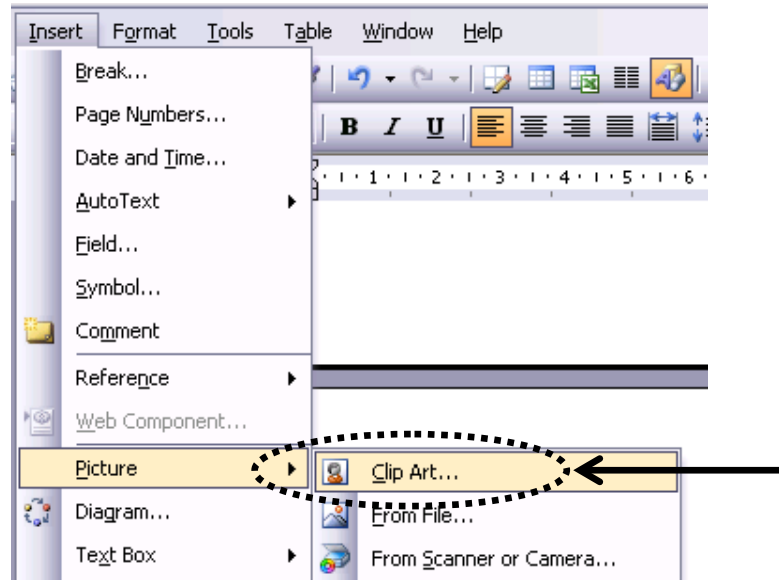 Insert Format Tools Table Window Help
Break...
Page Numbers...
B I U
Date and Time...
1 2 3 4 5 6
AutoText
Field...
Symbol...
Comment
Reference
Web Component...
Picture
Clip Art...
Diagram...
From File...
Text Box
From Scanner or Camera...